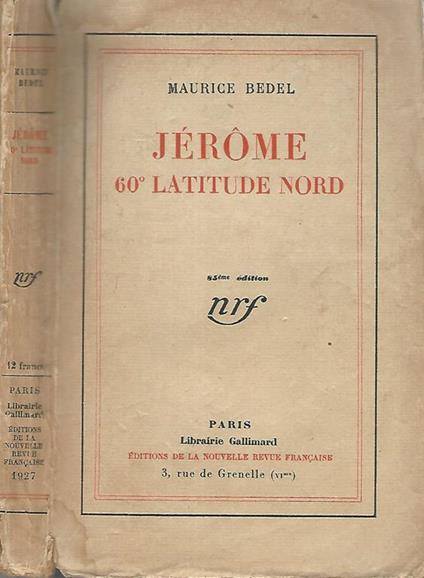 MAURICE
BEDEL
JÉRÔME
60° LATITUDE
NORD
nrf
12 francs
PARIS
Librairie
Gallimard
ÉDITIONS
DE LA
NOUVELLE
REVUE
FRANÇAISE
1927
MAURICE BEDEL
JÉRÔME
60° LATITUDE NORD
85ème édition
nrf
PARIS
Librairie Gallimard
ÉDITIONS DE LA NOUVELLE REVUE FRANÇAISE
3, rue de Grenelle (VIme)